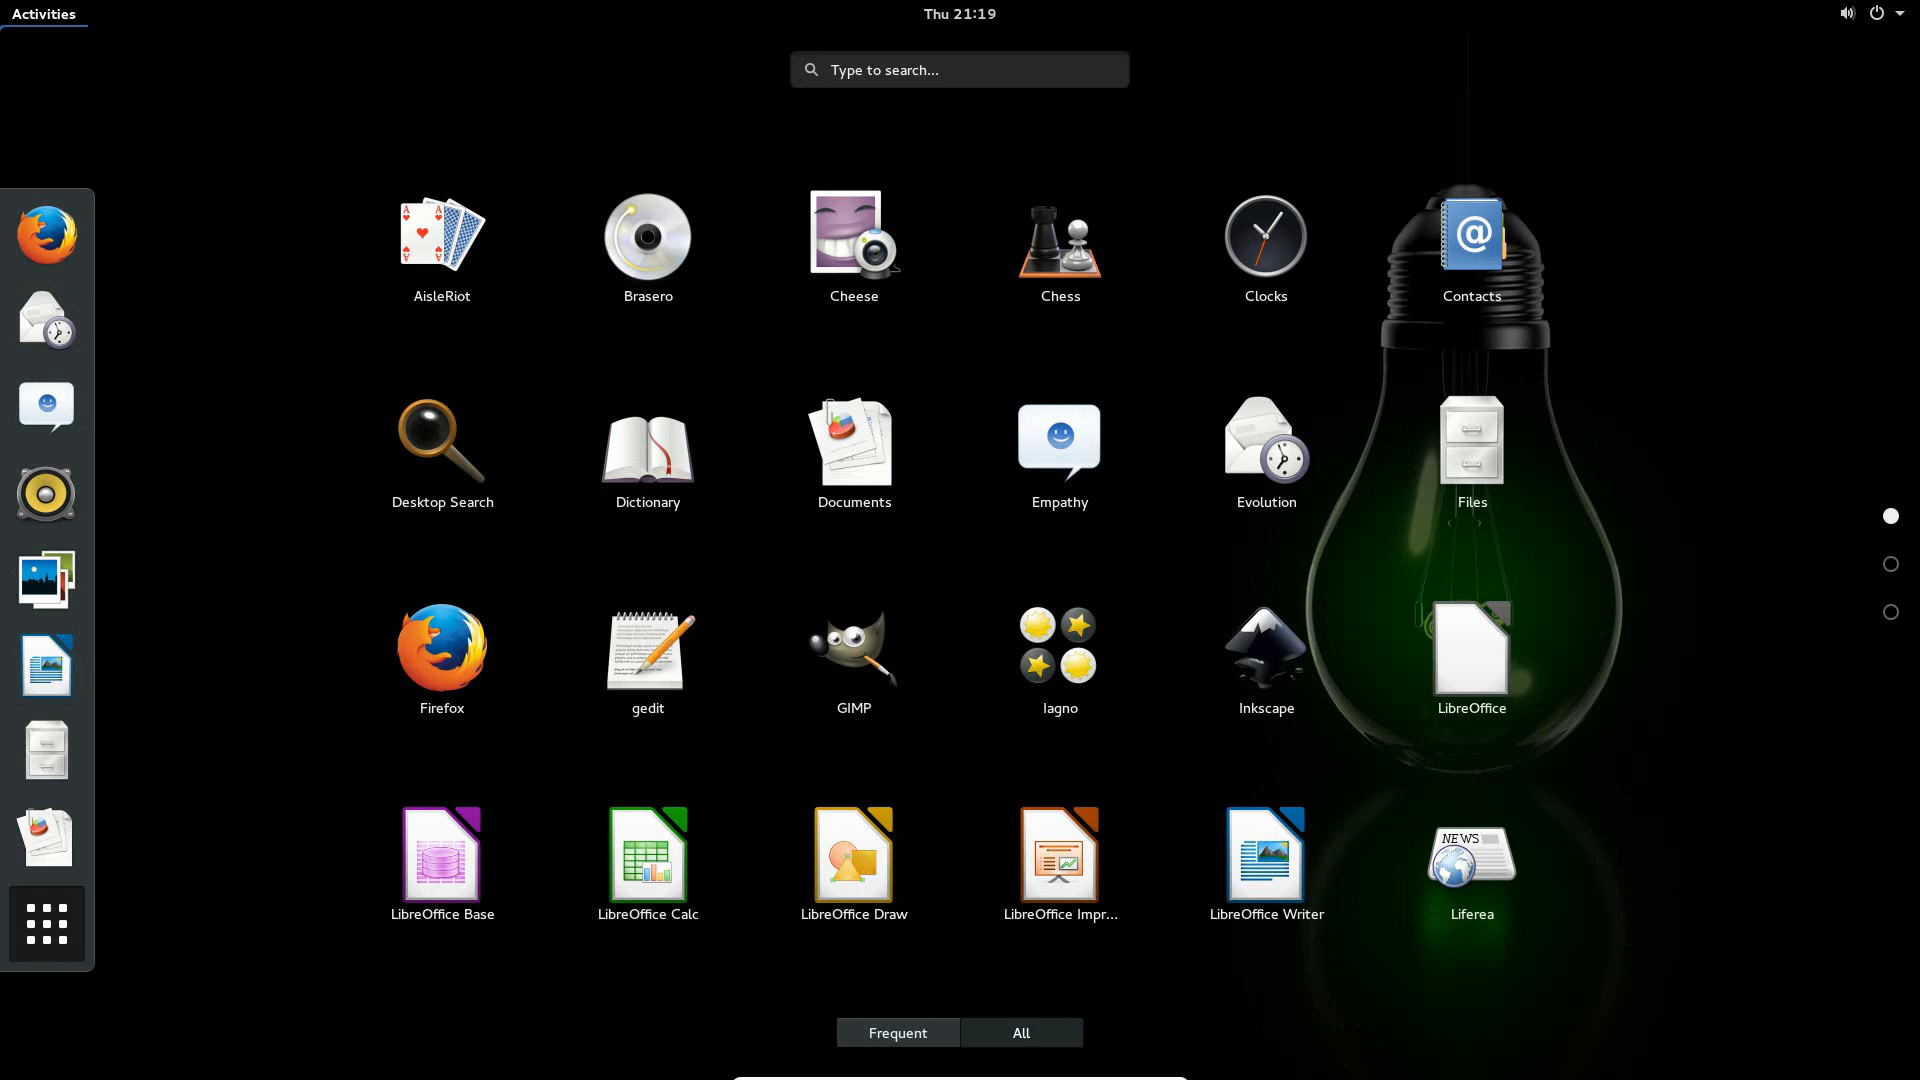 Activities
Thu 21:19
Type to search...
AisleRiot
Brasero
Cheese
Chess
Clocks
Contacts
Desktop Search
Dictionary
Documents
Empathy
Evolution
Files
Firefox
gedit
GIMP
Iagno
Inkscape
LibreOffice
NEWS
LibreOffice Base
LibreOffice Calc
LibreOffice Draw
LibreOffice Impr...
LibreOffice Writer
Liferea
Frequent
All